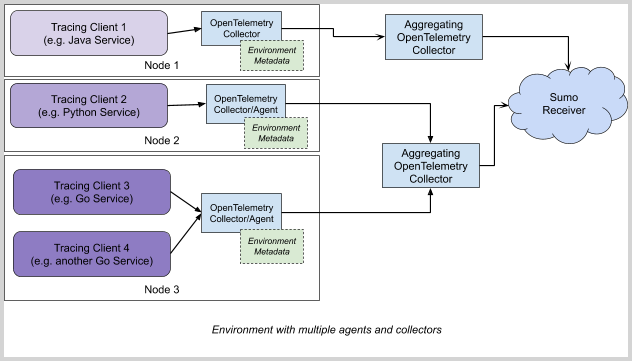 Tracing Client 1
(e.g. Java Service)
OpenTelemetry
Collector
Environment
Metadata
Node 1
Aggregating
OpenTelemetry
Collector
Tracing Client 2
(e.g. Python Service)
OpenTelemetry
Collector/Agent
Environment
Metadata
Node 2
Sumo
Receiver
Aggregating
OpenTelemetry
Collector
Tracing Client 3
(e.g. Go Service)
OpenTelemetry
Collector/Agent
Environment
Metadata
Tracing Client 4
(e.g. another Go Service)
Node 3
Environment with multiple agents and collectors